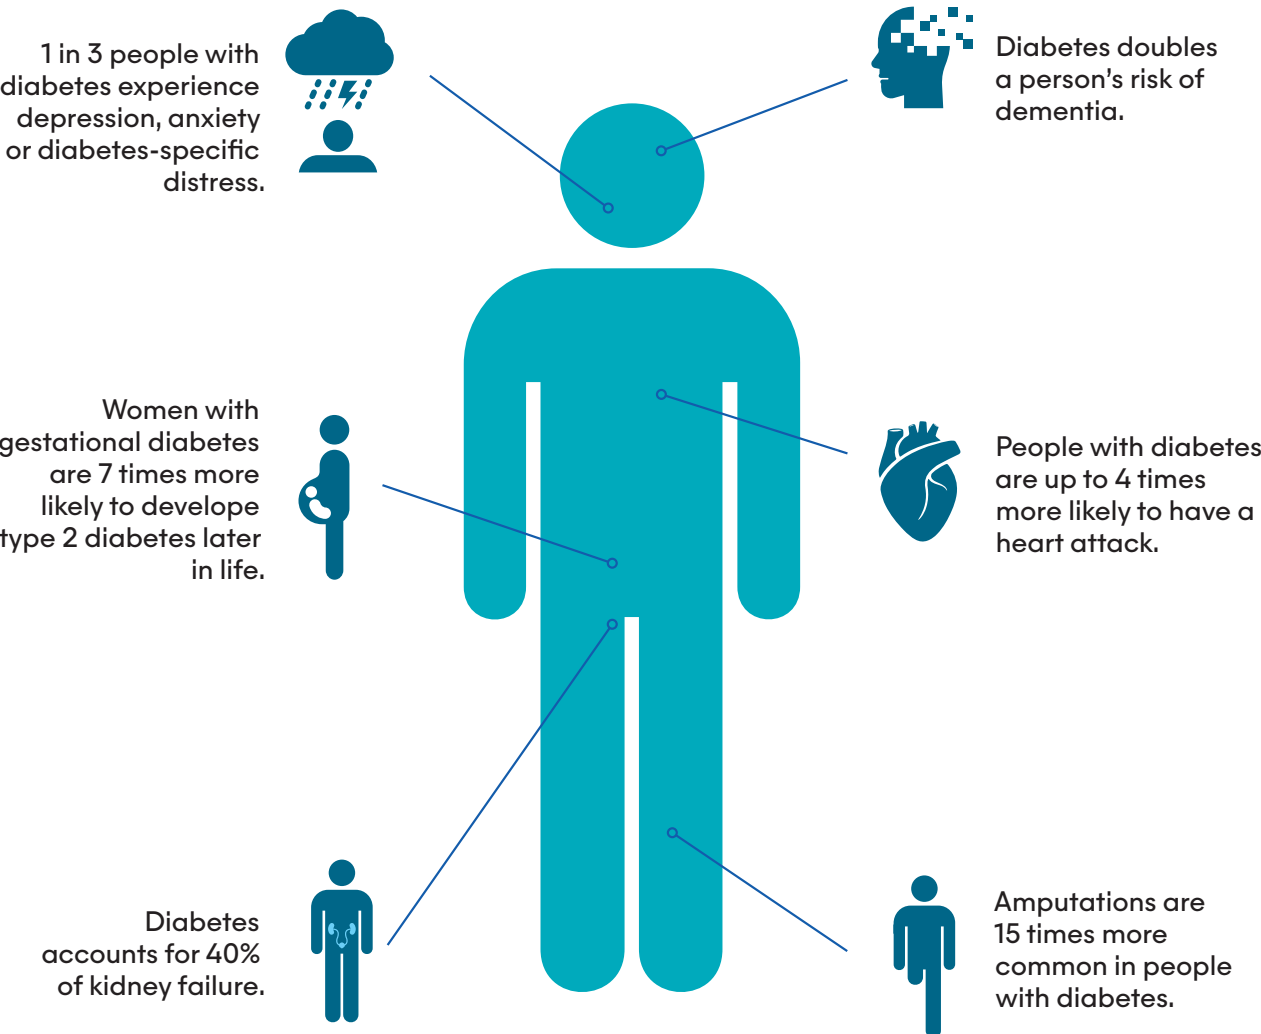 1 in 3 people with
diabetes experience
depression, anxiety
or diabetes-specific
distress.
Diabetes doubles
a person's risk of
dementia.
Women with
gestational diabetes
are 7 times more
likely to develope
type 2 diabetes later
in life.
People with diabetes
are up to 4 times
more likely to have a
heart attack.
Diabetes
accounts for 40%
of kidney failure.
Amputations are
15 times more
common in people
with diabetes.